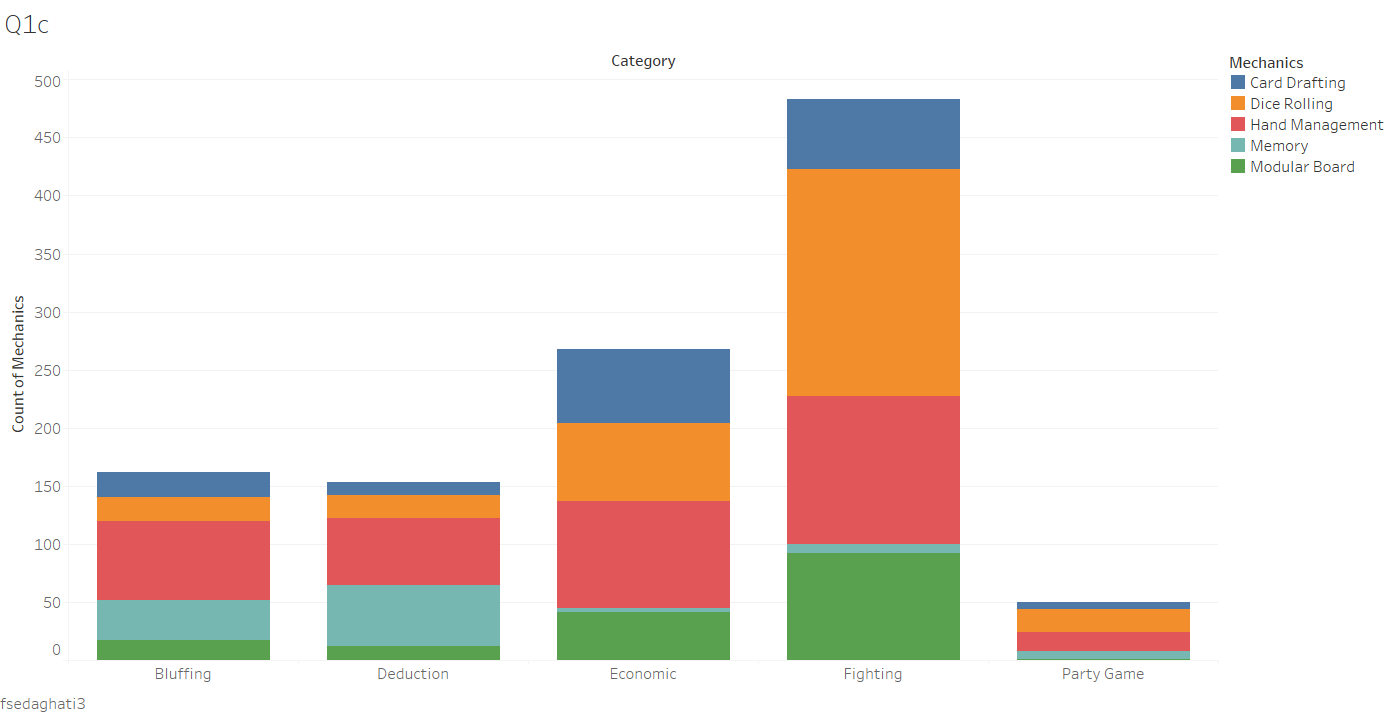 Q1c
Category
Mechanics
Card Drafting
Dice Rolling
Hand Management
Memory
Modular Board
Count of Mechanics
500
450
400
350
300
250
200
150
100
50
0
Bluffing Deduction Economic Fighting Party Game
fsedaghati3